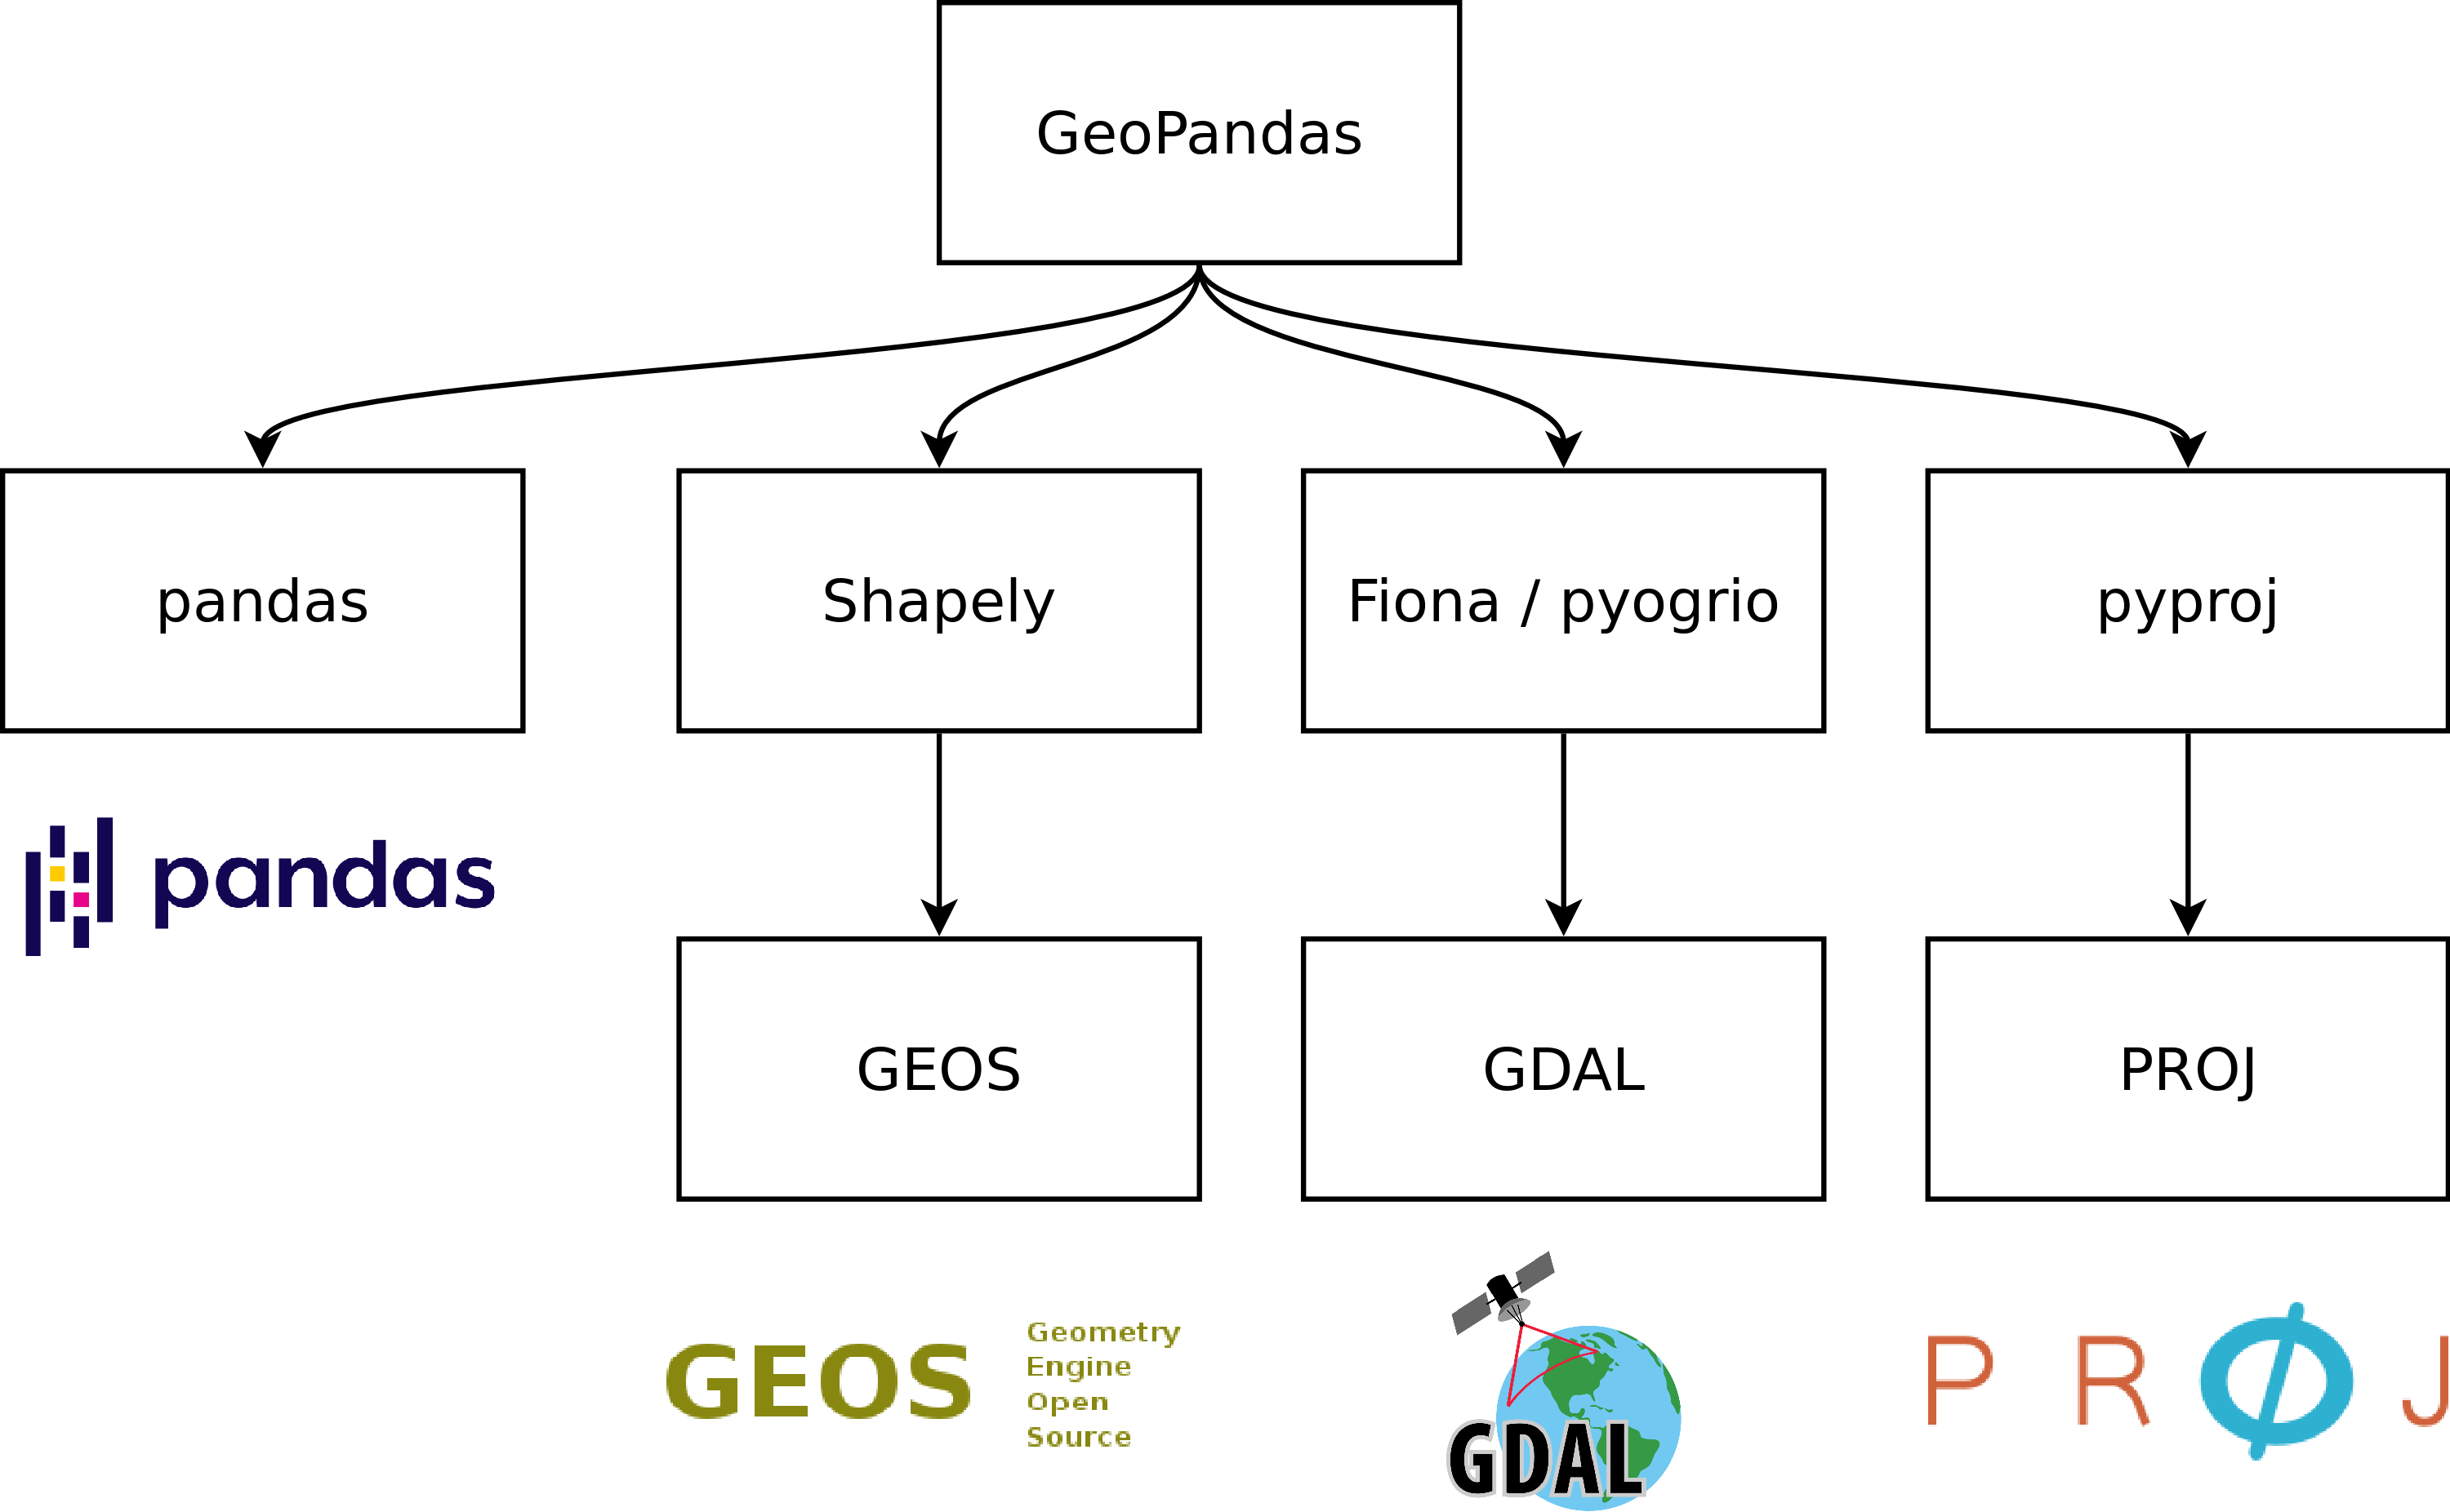 GeoPandas
pandas
Shapely
Fiona / pyogrio
pyproj
pandas
GEOS
GDAL
PROJ
GEOS
Geometry
Engine
Open
Source
GDAL
PRØJ